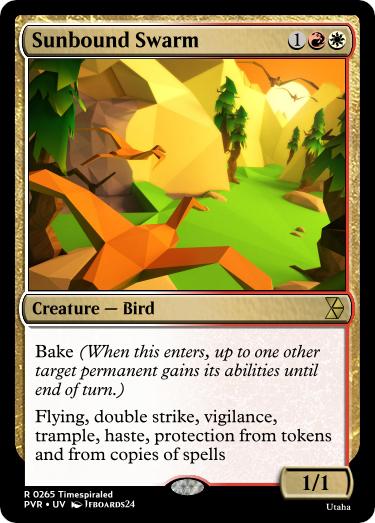 Sunbound Swarm 1
Creature — Bird
Bake (When this enters, up to one other
target permanent gains its abilities until
end of turn.)
Flying, double strike, vigilance,
trample, haste, protection from tokens
and from copies of spells
1/1
R 0265 Timespiraled
PVR • UV JFBOARDS24
Utaha